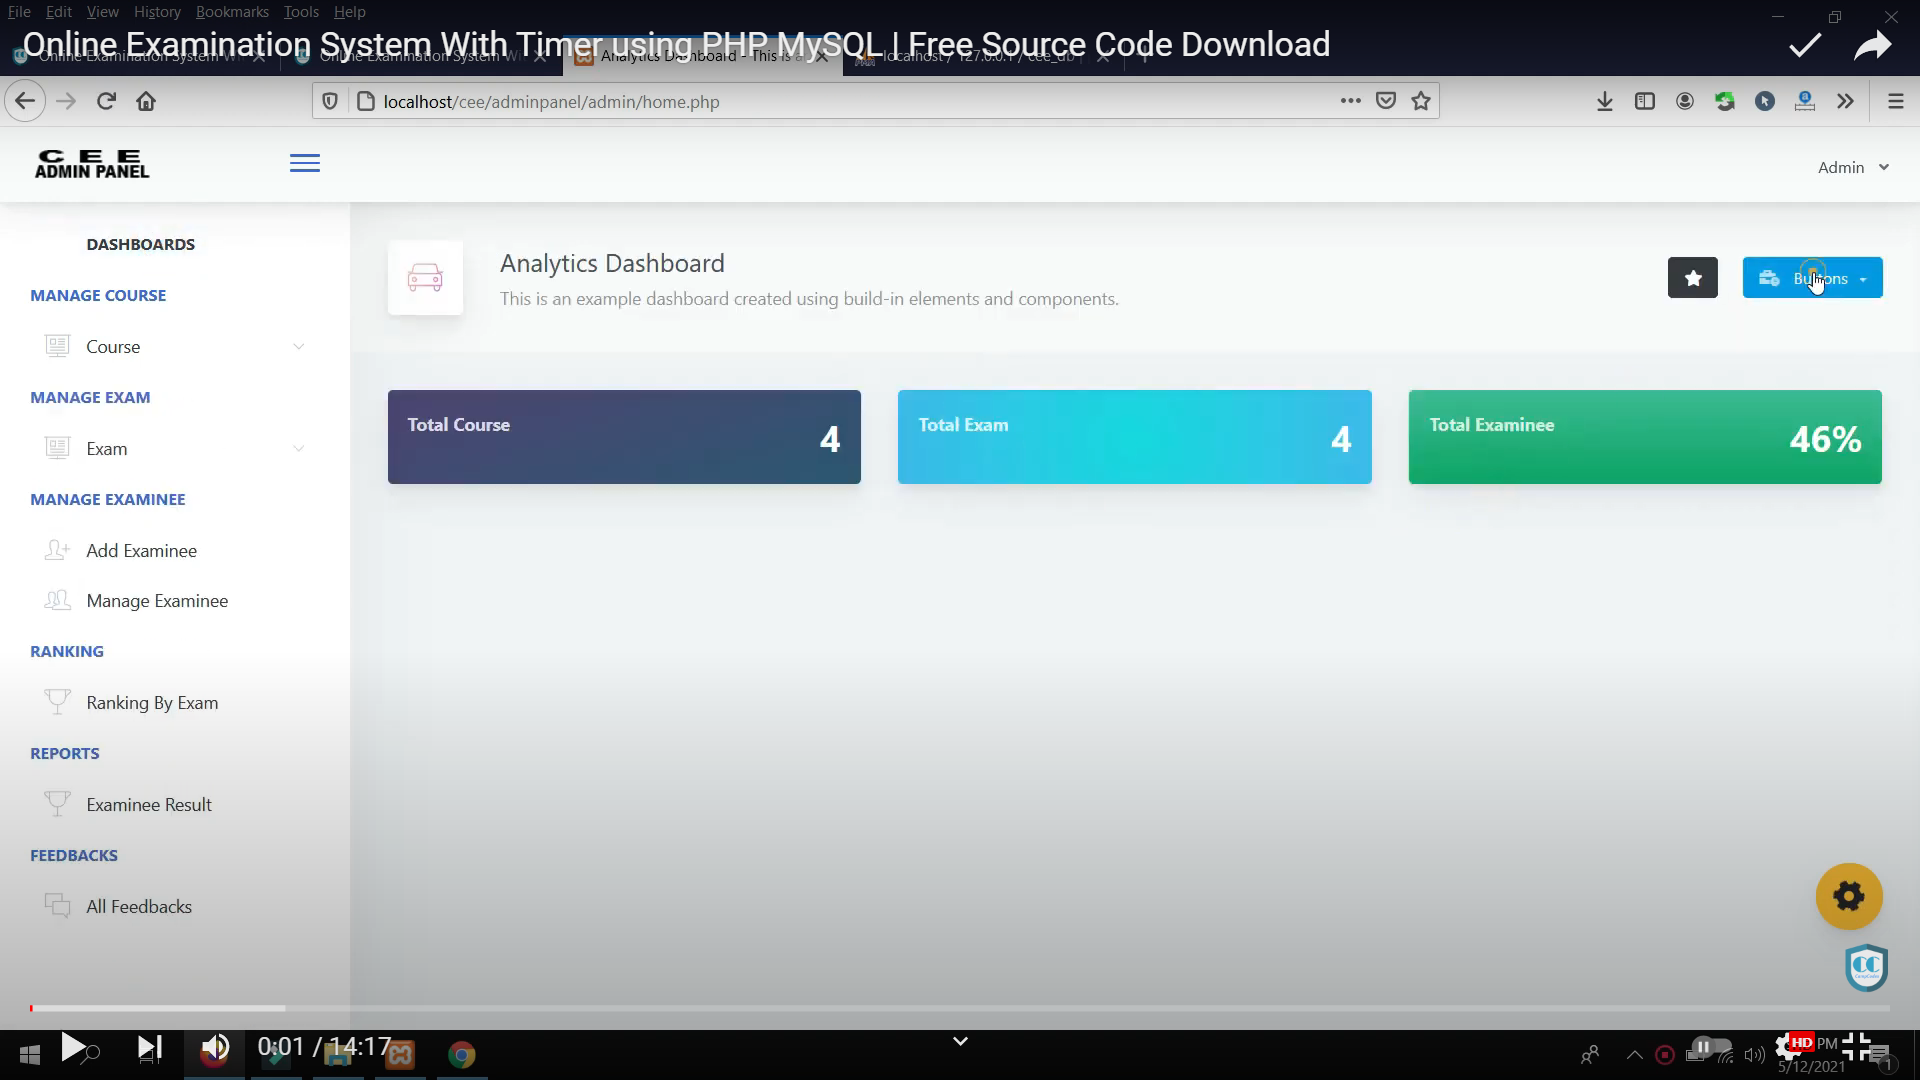 File Edit View History Bookmarks Tools Help
Online Examination System With Timer using PHP MySQL | Free Source Code Download
Online Examination System Wi
Online Examination System Wi
Analytics Dashboard - This is
localhost / 127.0.0.1 / cee_db |
localhost/cee/adminpanel/admin/home.php
CEE
ADMIN PANEL
Admin
DASHBOARDS
MANAGE COURSE
Course
MANAGE EXAM
Exam
MANAGE EXAMINEE
Add Examinee
Manage Examinee
RANKING
Ranking By Exam
REPORTS
Examinee Result
FEEDBACKS
All Feedbacks
Analytics Dashboard
This is an example dashboard created using build-in elements and components.
Buttons
Total Course
4
Total Exam
4
Total Examinee
46%
CC
0:01 / 14:17
HD
PM
5/12/2021
1